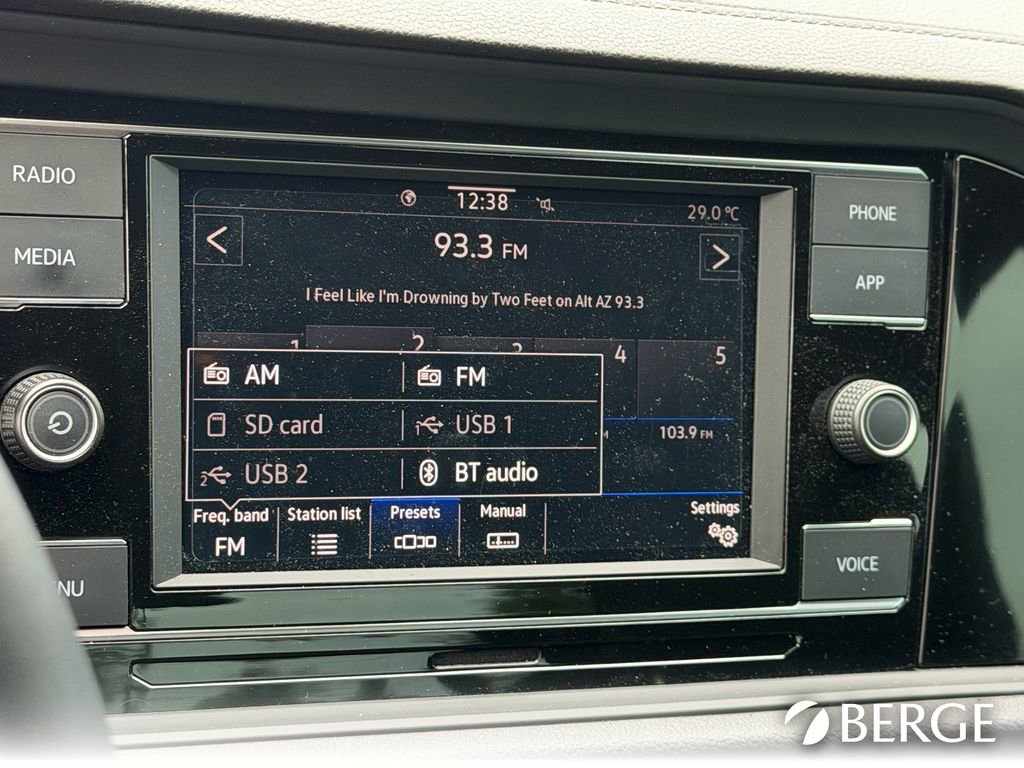 RADIO
MEDIA
PHONE
APP
12:38
29.0 °C
<
93.3 FM
>
I Feel Like I'm Drowning by Two Feet on Alt AZ 93.3
1
2
3
4
5
AM
FM
SD card
1
USB 1
2
USB 2
BT audio
103.9 FM
Freq. band
FM
Station list
Presets
Manual
Settings
VOICE
BERGE